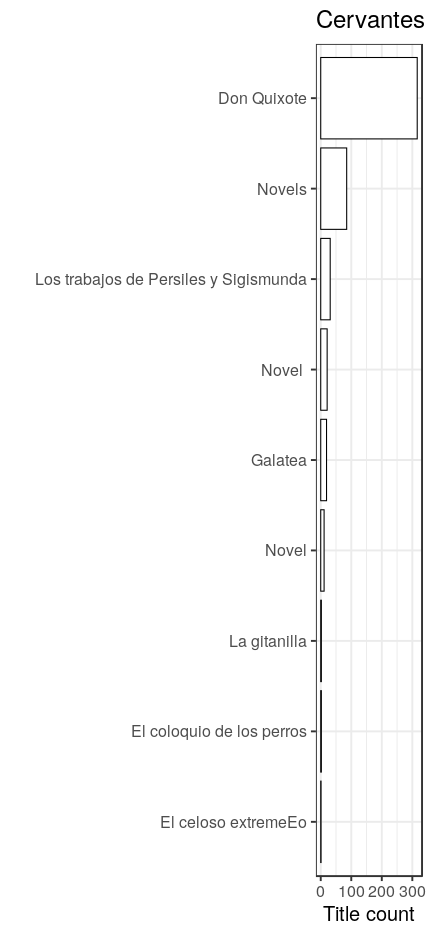 Cervantes
Don Quixote
Novels
Los trabajos de Persiles y Sigismunda
Novel
Galatea
Novel
La gitanilla
El coloquio de los perros
El celoso extremeEo
0 100 200 300
Title count